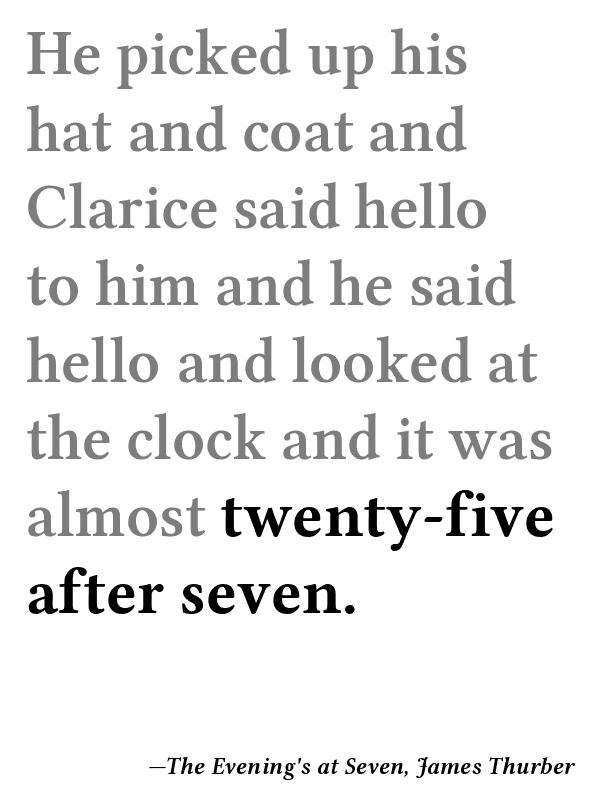 He picked up his
hat and coat and
Clarice said hello
to him and he said
hello and looked at
the clock and it was
almost twenty-five
after seven.
—The Evening's at Seven, James Thurber